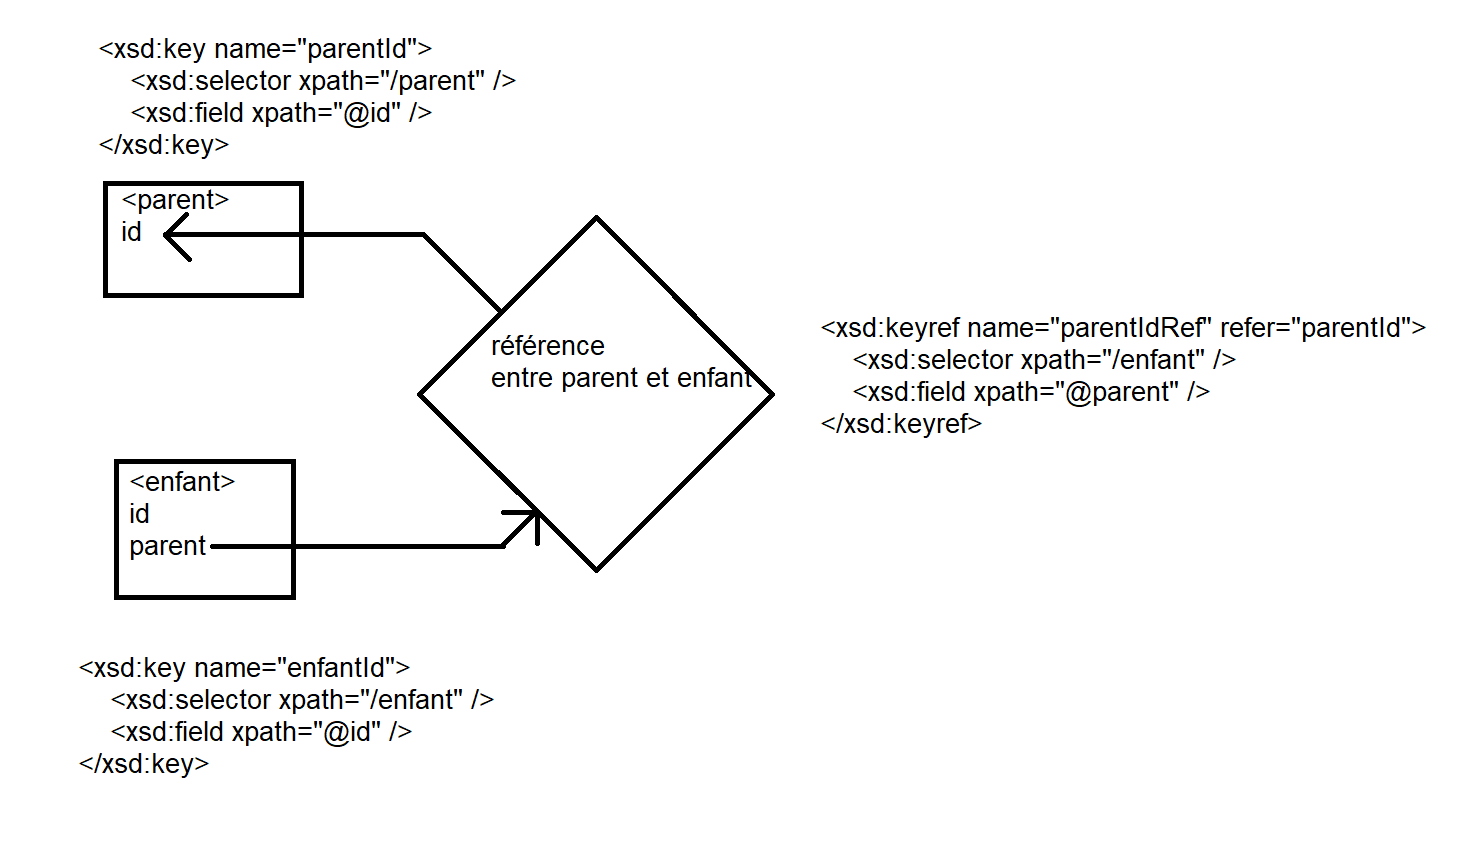 <xsd:key name="parentId">
<xsd:selector xpath="/parent" />
<xsd:field xpath="@id" />
</xsd:key>
<parent>
id
référence
entre parent et enfant
<xsd:keyref name="parentIdRef" refer="parentId">
<xsd:selector xpath="/enfant" />
<xsd:field xpath="@parent" />
</xsd:keyref>
<enfant>
id
parent
<xsd:key name="enfantId">
<xsd:selector xpath="/enfant" />
<xsd:field xpath="@id" />
</xsd:key>